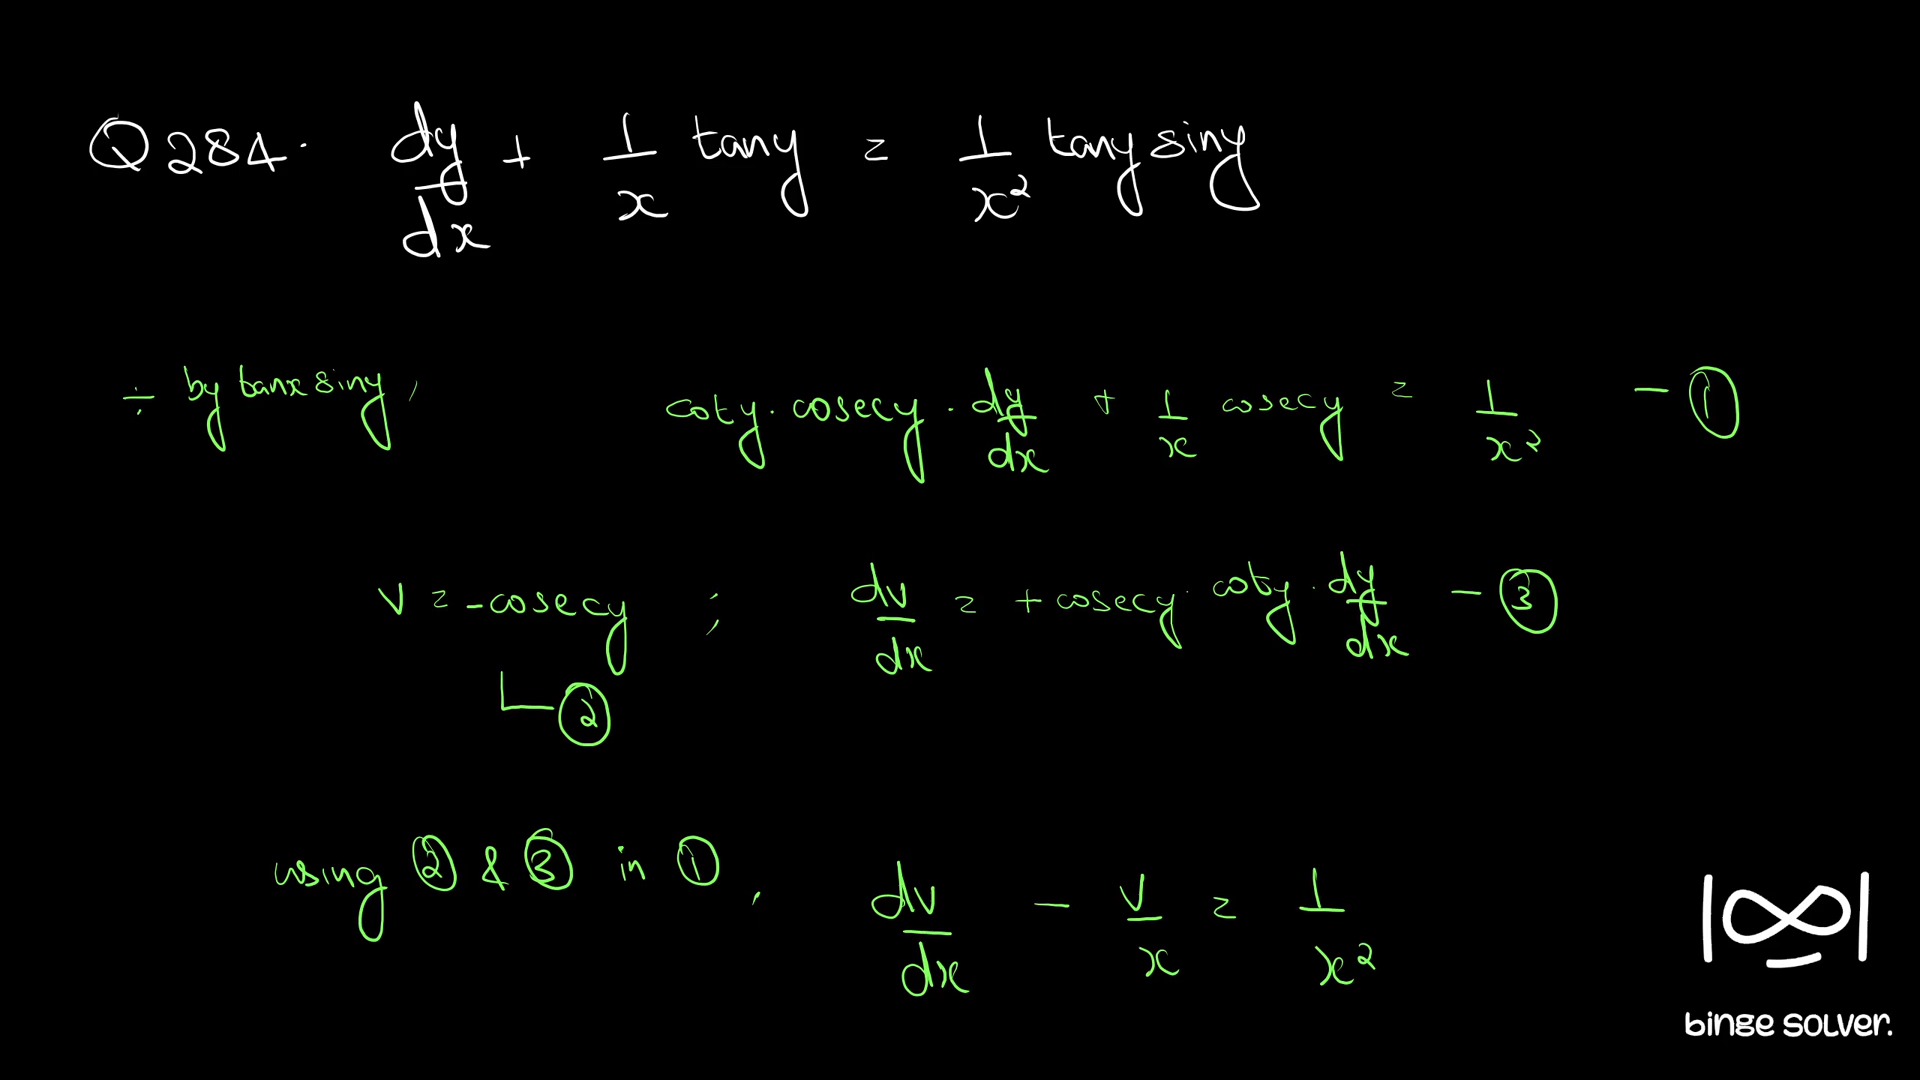 Q284. dy/dx + 1/x tany = 1/x² tany siny
÷ by tanx siny, coty. cosecy. dy/dx + 1/x cosecy = 1/x² - ①
v = -cosecy ; dv/dx = + cosecy. coty. dy/dx - ③
②
using ② & ③ in ①, dv/dx - v/x = 1/x²
binge solver.